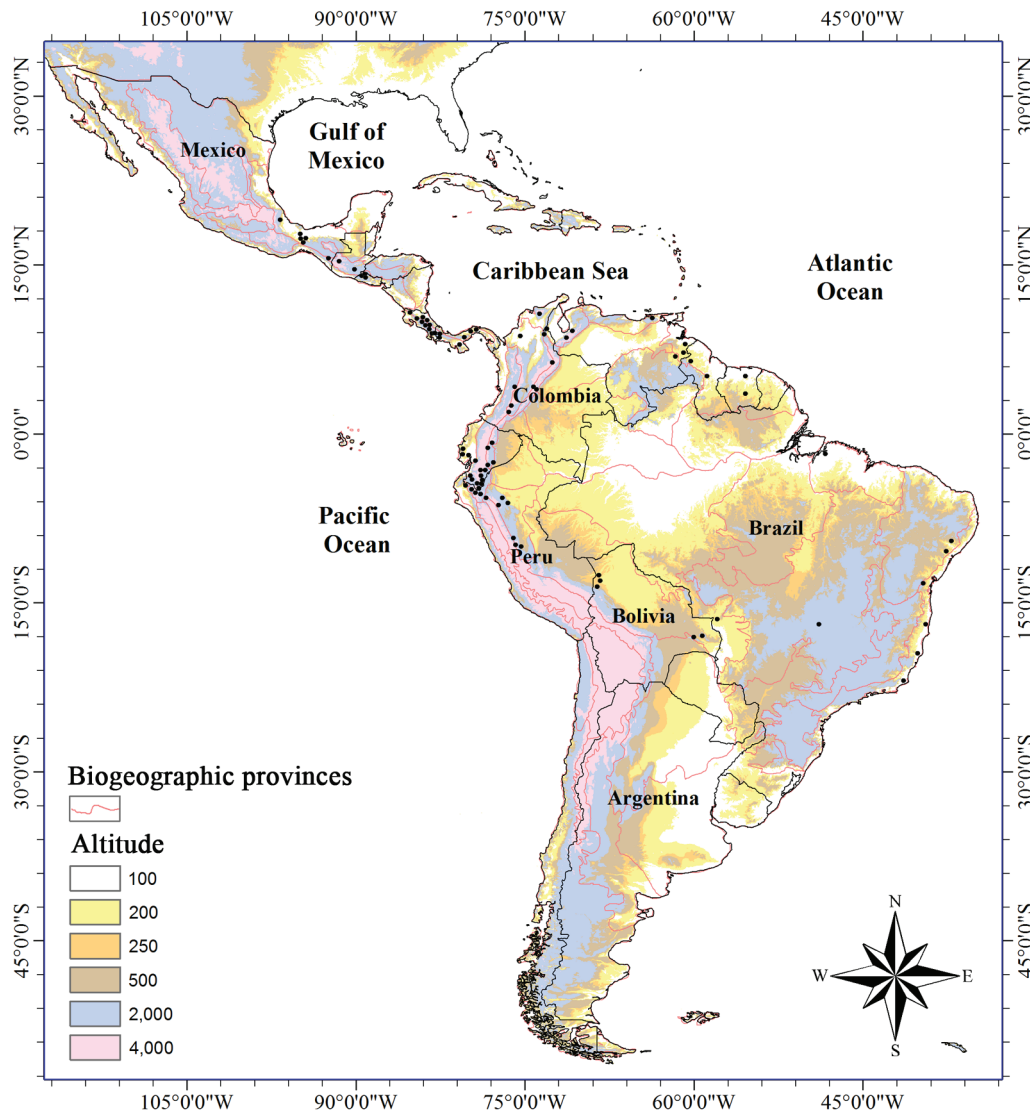 105°0'0"W 90°0'0"W 75°0'0"W 60°0'0"W 45°0'0"W
30°0'0"N
15°0'0"N
0°0'0"
15°0'0"S
30°0'0"S
45°0'0"S
Gulf of
Mexico
Mexico
Caribbean Sea
Atlantic
Ocean
Colombia
Pacific
Ocean
Brazil
Peru
Bolivia
Argentina
Biogeographic provinces
Altitude
100
200
250
500
2,000
4,000
N
W E
S
30°0'0"N
15°0'0"N
0°0'0"
15°0'0"S
30°0'0"S
45°0'0"S
105°0'0"W 90°0'0"W 75°0'0"W 60°0'0"W 45°0'0"W